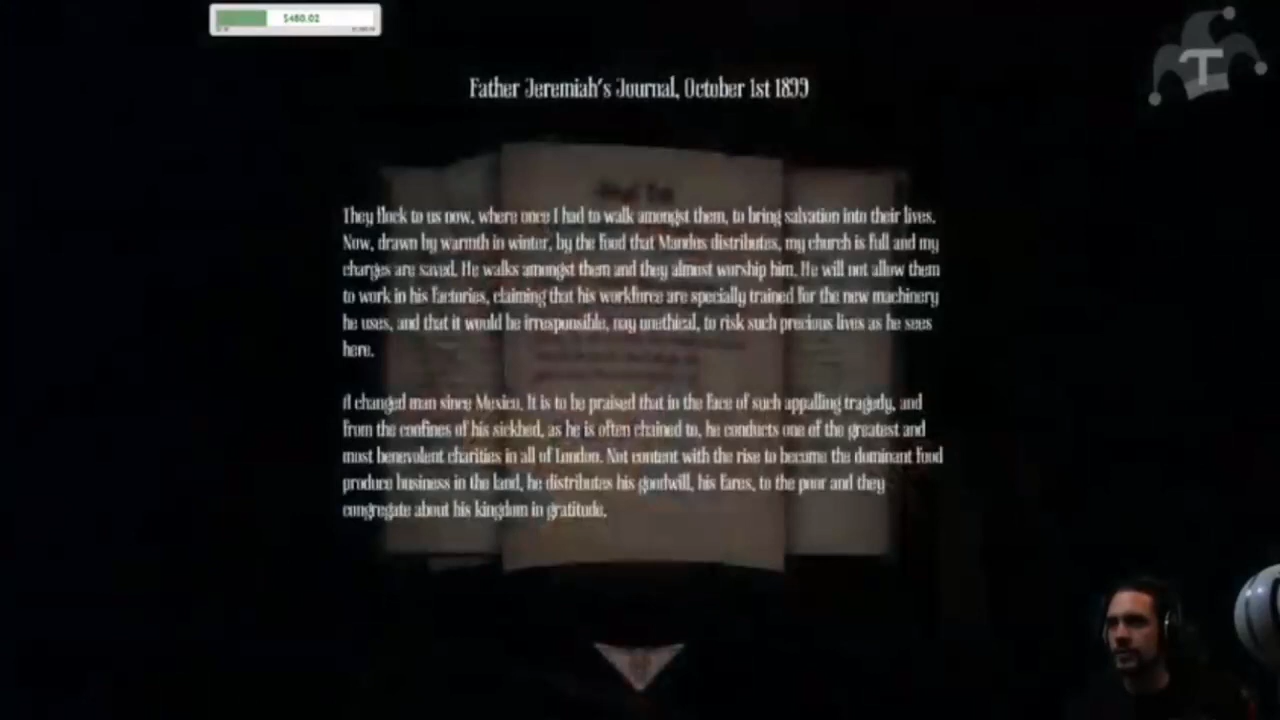 $480.02
T
Father Jeremiah's Journal, October 1st 1899
They flock to us now, where once I had to walk amongst them, to bring salvation into their lives.
Now, drawn by warmth in winter, by the food that Mandus distributes, my church is full and my
charges are saved. He walks amongst them and they almost worship him. He will not allow them
to work in his factories, claiming that his workforce are specially trained for the new machinery
he uses, and that it would be irresponsible, nay unethical, to risk such precious lives as he sees
here.
A changed man since Mexico. It is to be praised that in the face of such appalling tragedy, and
from the confines of his sickbed, as he is often chained to, he conducts one of the greatest and
most benevolent charities in all of London. Not content with the rise to become the dominant food
produce business in the land, he distributes his goodwill, his fares, to the poor and they
congregate about his kingdom in gratitude.